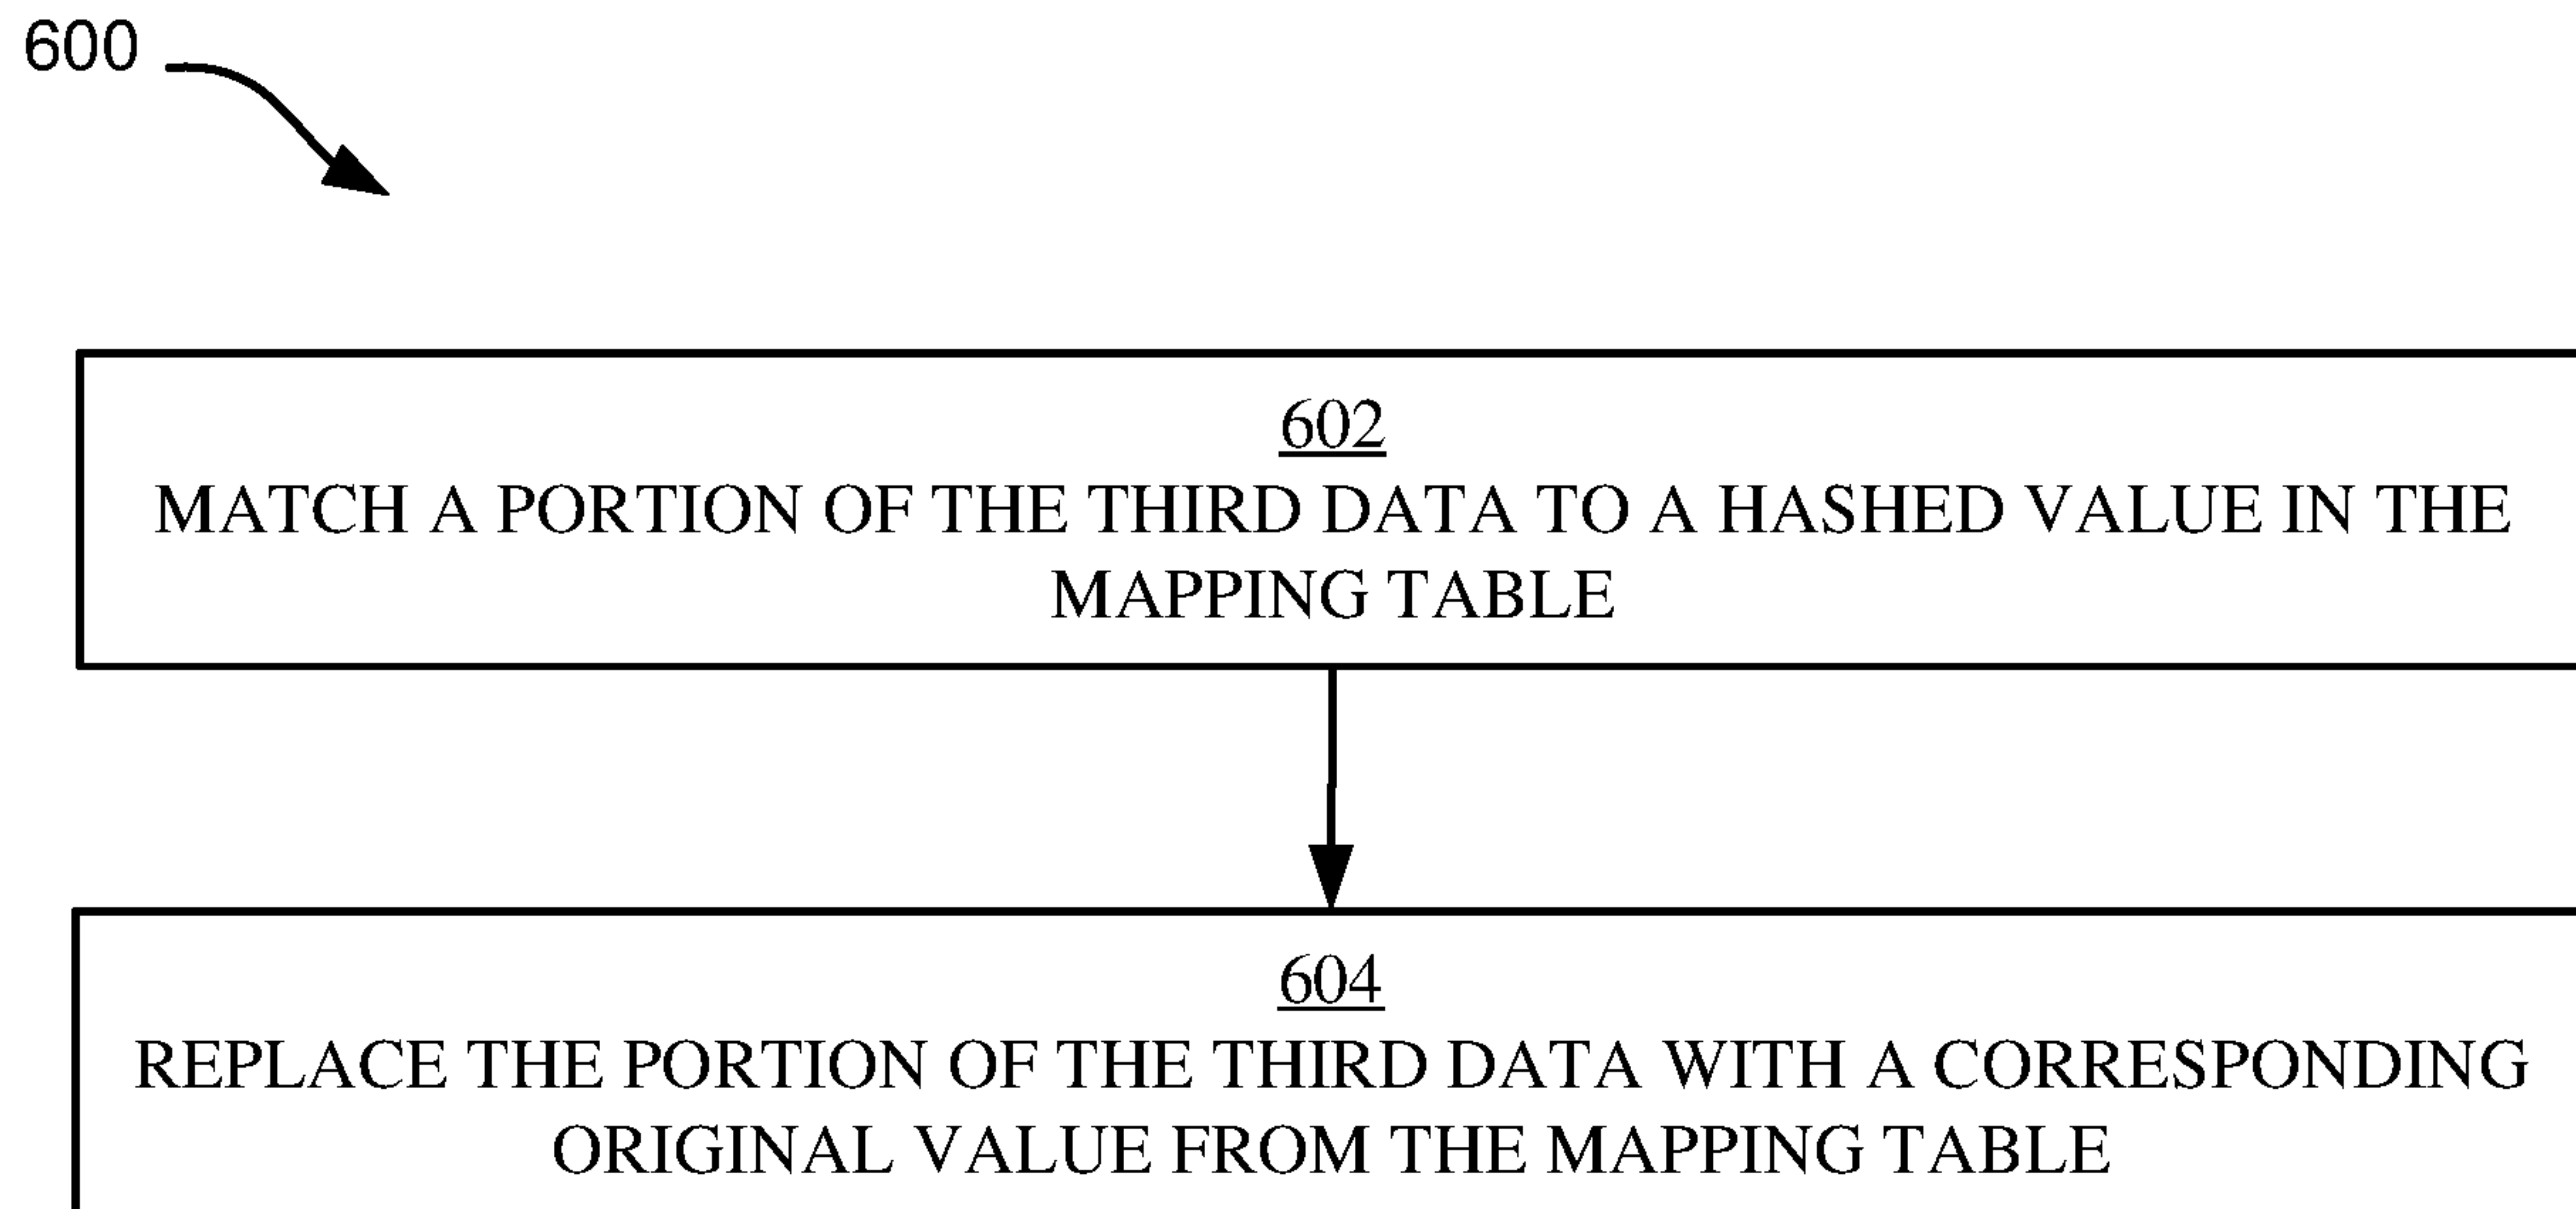 600
602
MATCH A PORTION OF THE THIRD DATA TO A HASHED VALUE IN THE
MAPPING TABLE
604
REPLACE THE PORTION OF THE THIRD DATA WITH A CORRESPONDING
ORIGINAL VALUE FROM THE MAPPING TABLE